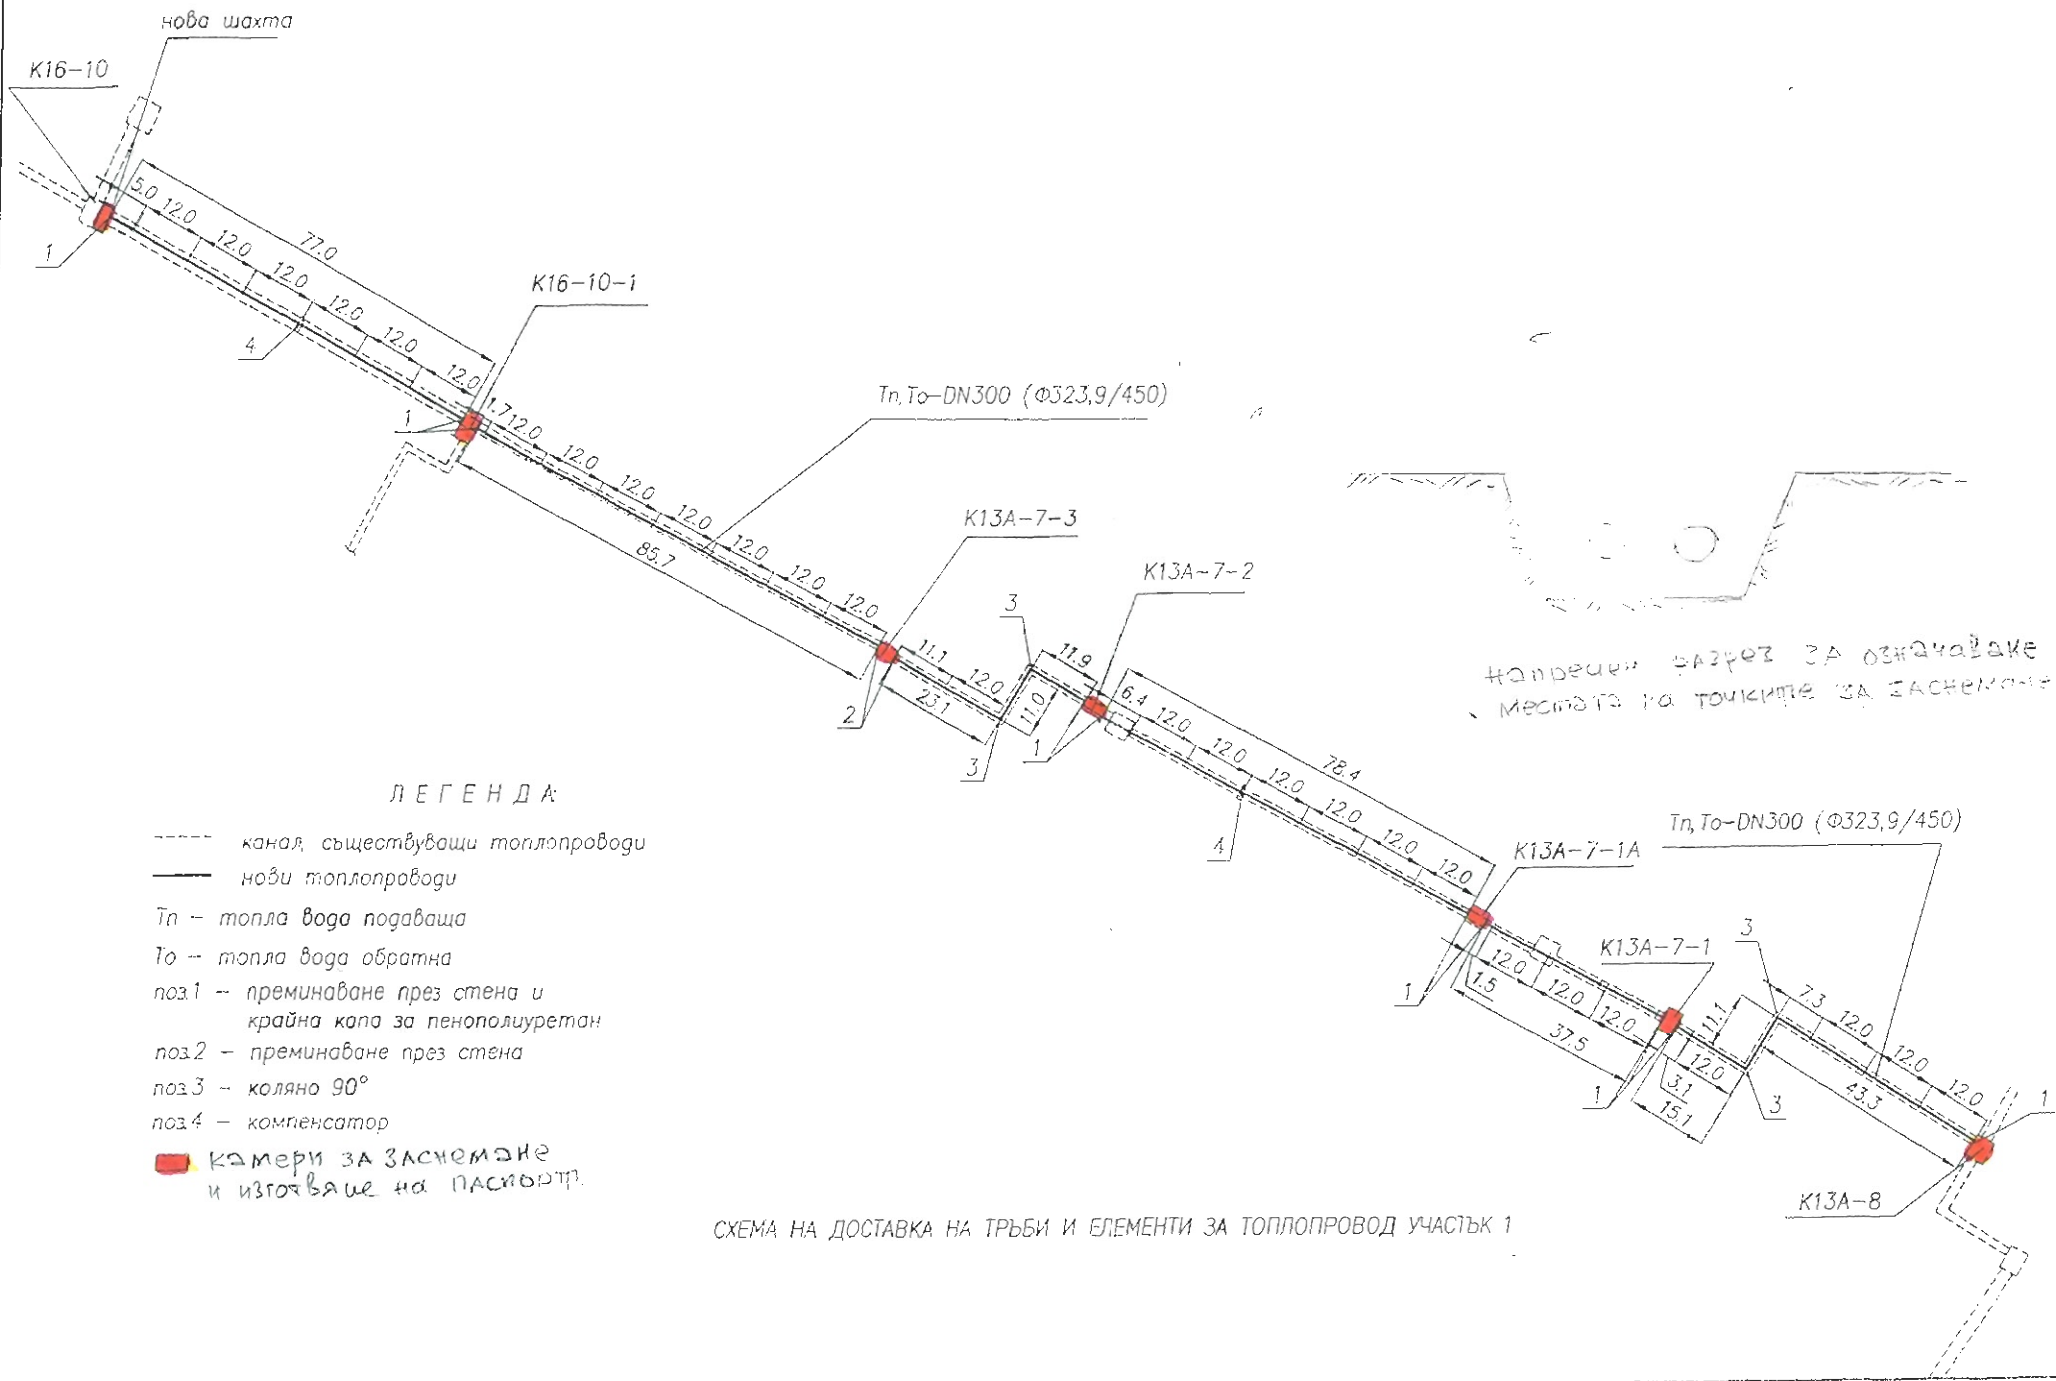 нова шахта
К16-10
5.0
12.0
12.0
12.0
12.0
12.0
12.0
77.0
1
4
К16-10-1
1
1.7
12.0
12.0
12.0
12.0
12.0
12.0
12.0
85.7
Тп,То-DN300 (Ф323,9/450)
К13А-7-3
2
11.1
12.0
23.1
3
3
11.0
11.9
К13А-7-2
1
6.4
12.0
12.0
12.0
12.0
12.0
12.0
78.4
4
напречен разрез за означаване
местата на точките за заснемане
Тп,То-DN300 (Ф323,9/450)
К13А-7-1А
1
1.5
12.0
12.0
12.0
37.5
К13А-7-1
1
3.1
12.0
15.1
11.1
3
3
7.3
12.0
12.0
12.0
43.3
1
К13А-8
ЛЕГЕНДА
канал, съществуващи топлопроводи
нови топлопроводи
Тп - топла вода подаваща
То - топла вода обратна
поз.1 - преминаване през стена и
крайна капа за пенополиуретан
поз.2 - преминаване през стена
поз.3 - коляно 90°
поз.4 - компенсатор
камери за заснемане
и изготвяне на паспорти
СХЕМА НА ДОСТАВКА НА ТРЪБИ И ЕЛЕМЕНТИ ЗА ТОПЛОПРОВОД УЧАСТЪК 1